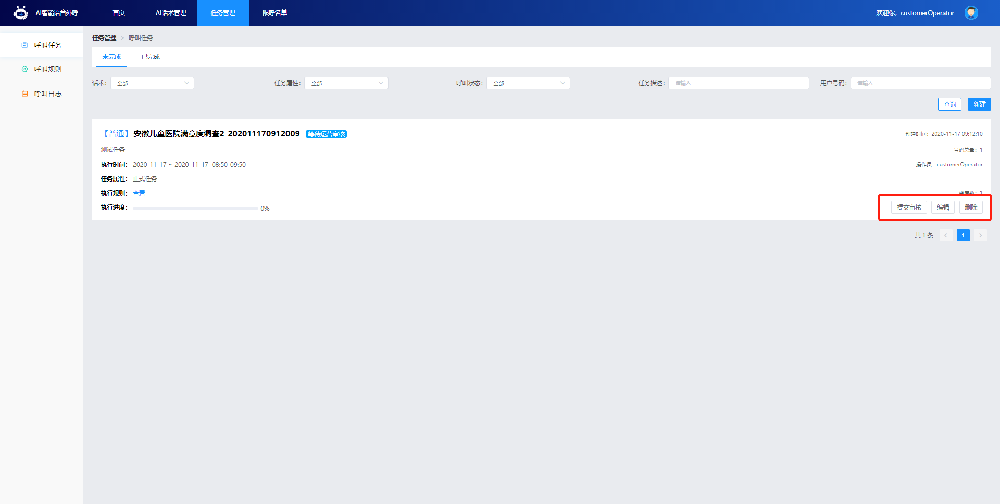 AI智能语音外呼 首页 AI话术管理 任务管理 限呼名单 欢迎你，customerOperator
呼叫任务
呼叫规则
呼叫日志
任务管理 > 呼叫任务
未完成 已完成
话术： 全部 任务属性： 全部 呼叫状态： 全部 任务描述： 请输入 用户号码： 请输入
查询 新建
【普通】 安徽儿童医院满意度调查2_202011170912009 等待运营审核 创建时间：2020-11-17 09:12:10
测试任务 号码总量：1
执行时间： 2020-11-17 ~ 2020-11-17 08:50-09:50 操作员：customerOperator
任务属性： 正式任务
执行规则： 查看 坐席数：1
执行进度： 0% 提交审核 编辑 删除
共 1 条 < 1 >